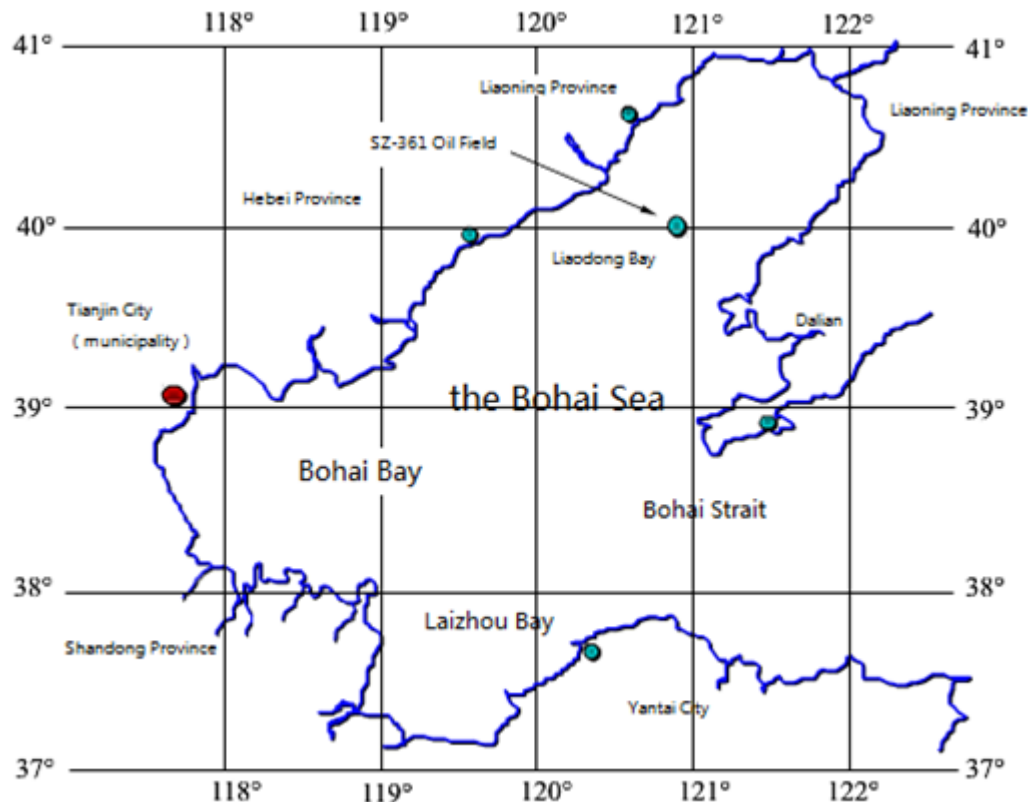 118° 119° 120° 121° 122°
41° 41°
Liaoning Province
Liaoning Province
SZ-361 Oil Field
Hebei Province
40° 40°
Liaodong Bay
Tianjin City
( municipality )
Dalian
the Bohai Sea
39° 39°
Bohai Bay
Bohai Strait
38° 38°
Laizhou Bay
Shandong Province
Yantai City
37° 37°
118° 119° 120° 121° 122°